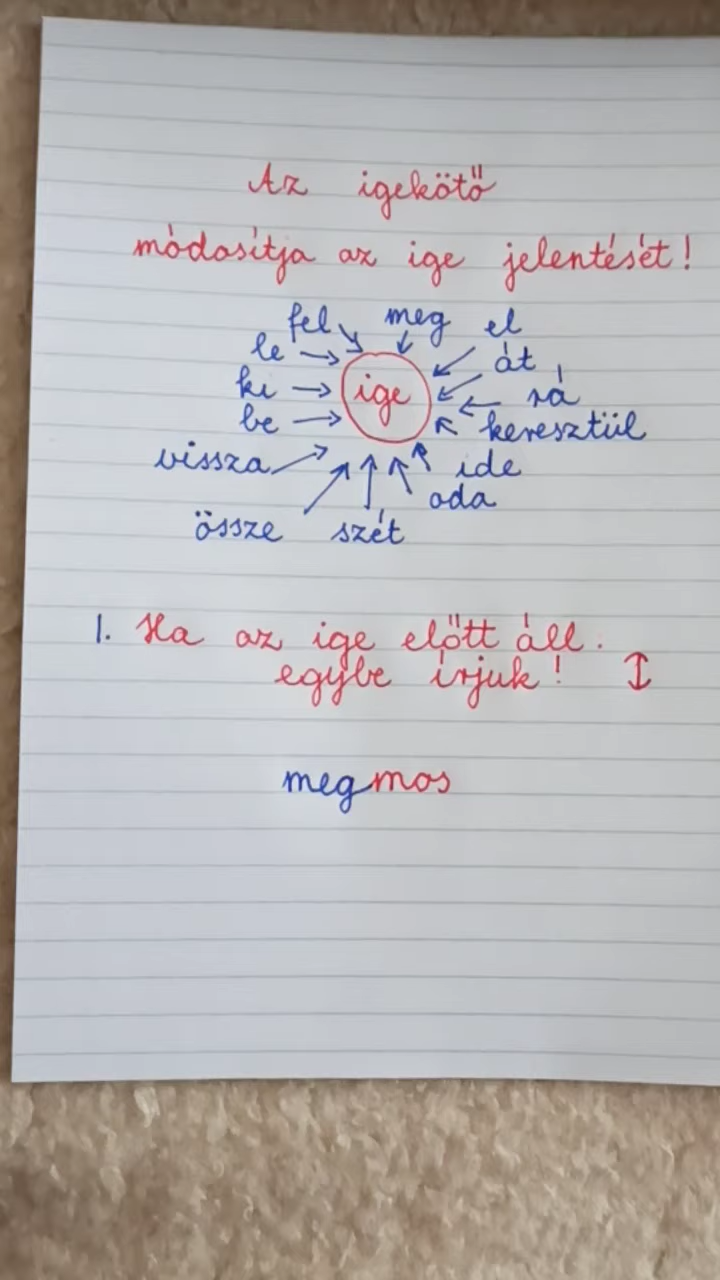 Az igekötő
módosítja az ige jelentését!
fel meg el
le át
ki ige rá
be keresztül
vissza ide
oda
össze szét
1. Ha az ige előtt áll:
egybe írjuk!
megmos